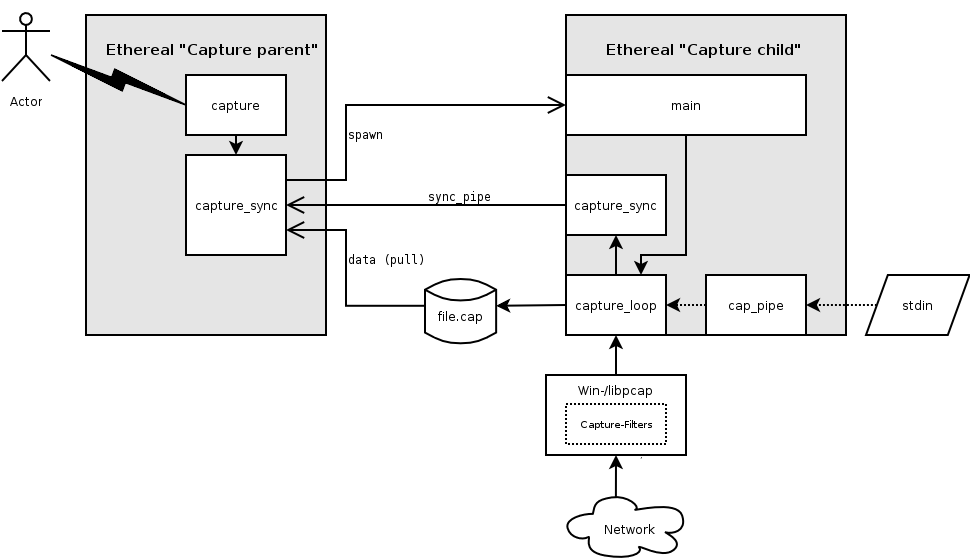 Ethereal "Capture parent"
Ethereal "Capture child"
Actor
capture
main
spawn
capture_sync
sync_pipe
capture_sync
data (pull)
file.cap
capture_loop
cap_pipe
stdin
Win-/libpcap
Capture-Filters
Network